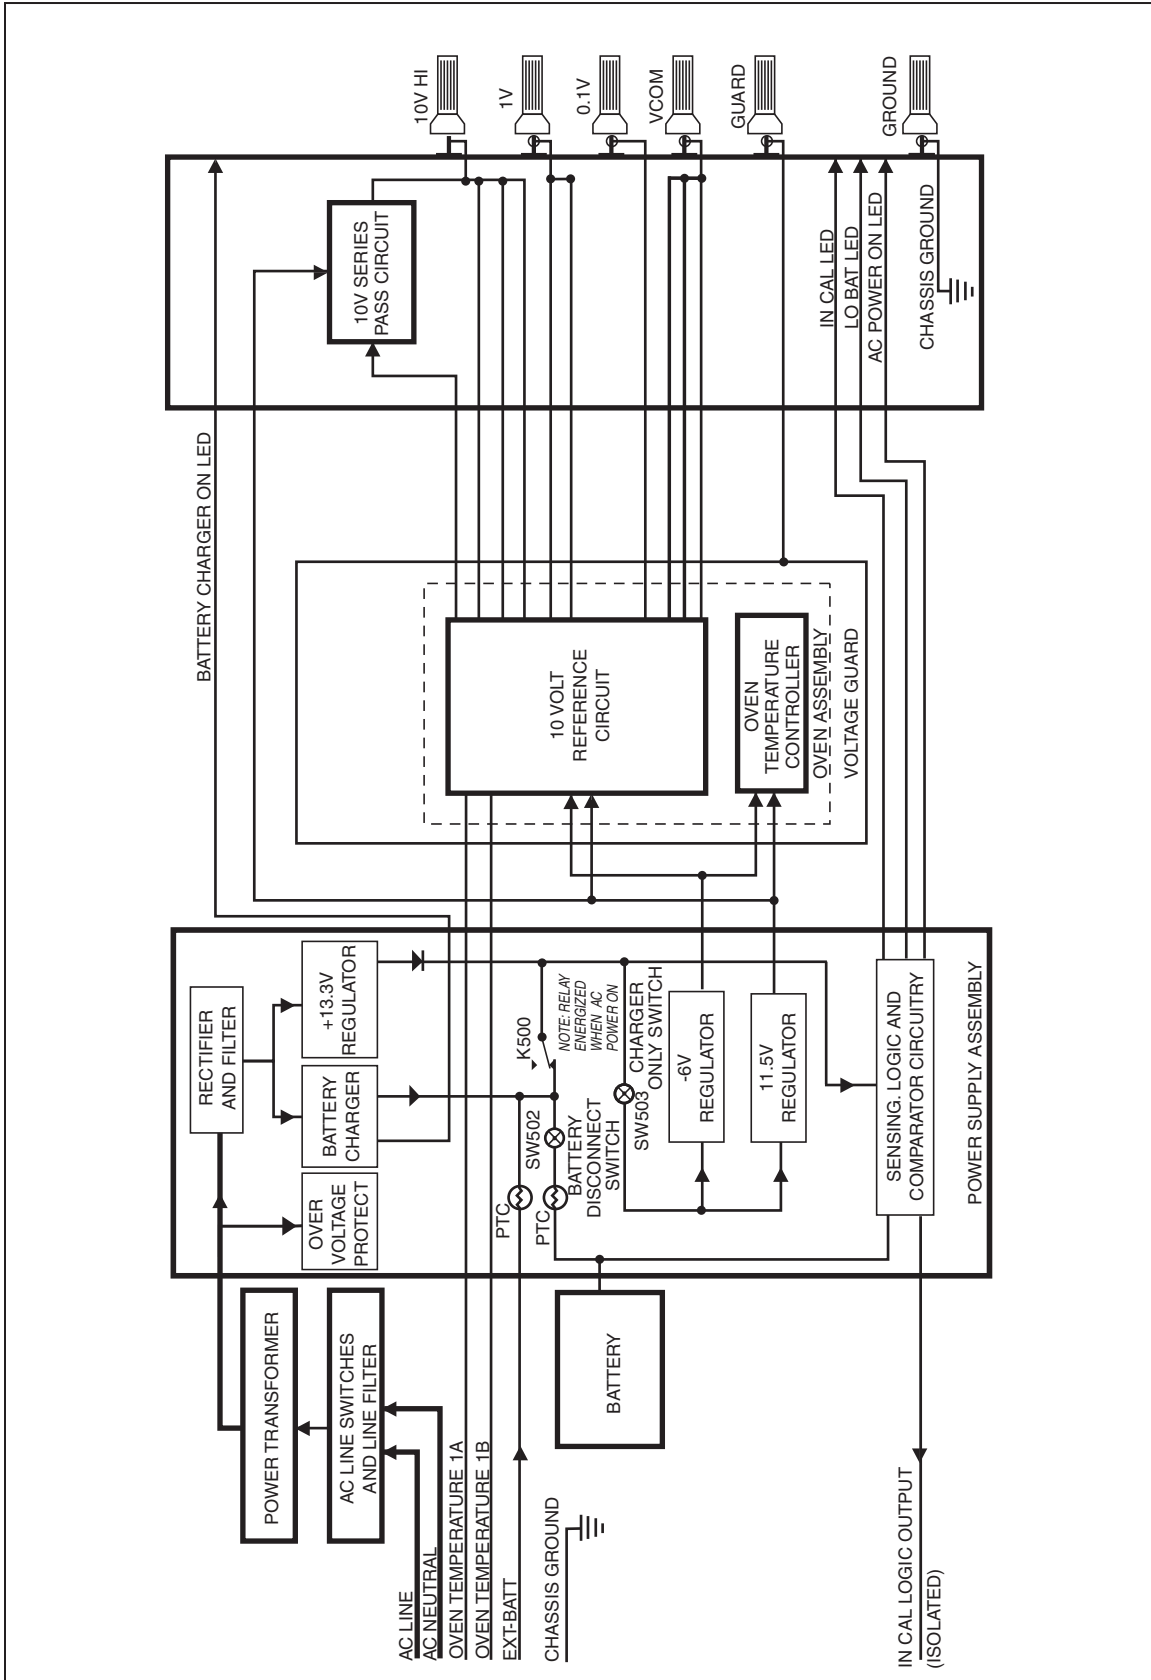 10V HI
1V
0.1V
VCOM
GUARD
GROUND
10V SERIES
PASS CIRCUIT
IN CAL LED
LO BAT LED
AC POWER ON LED
CHASSIS GROUND
BATTERY CHARGER ON LED
10 VOLT
REFERENCE
CIRCUIT
OVEN
TEMPERATURE
CONTROLLER
OVEN ASSEMBLY
VOLTAGE GUARD
RECTIFIER
AND FILTER
+13.3V
REGULATOR
BATTERY
CHARGER
OVER
VOLTAGE
PROTECT
K500
NOTE: RELAY
ENERGIZED
WHEN AC
POWER ON
CHARGER
ONLY SWITCH
SW503
SW502
BATTERY
DISCONNECT
SWITCH
PTC
PTC
-6V
REGULATOR
11.5V
REGULATOR
SENSING. LOGIC AND
COMPARATOR CIRCUITRY
POWER SUPPLY ASSEMBLY
POWER TRANSFORMER
AC LINE SWITCHES
AND LINE FILTER
BATTERY
AC LINE
AC NEUTRAL
OVEN TEMPERATURE 1A
OVEN TEMPERATURE 1B
EXT-BATT
CHASSIS GROUND
IN CAL LOGIC OUTPUT
(ISOLATED)